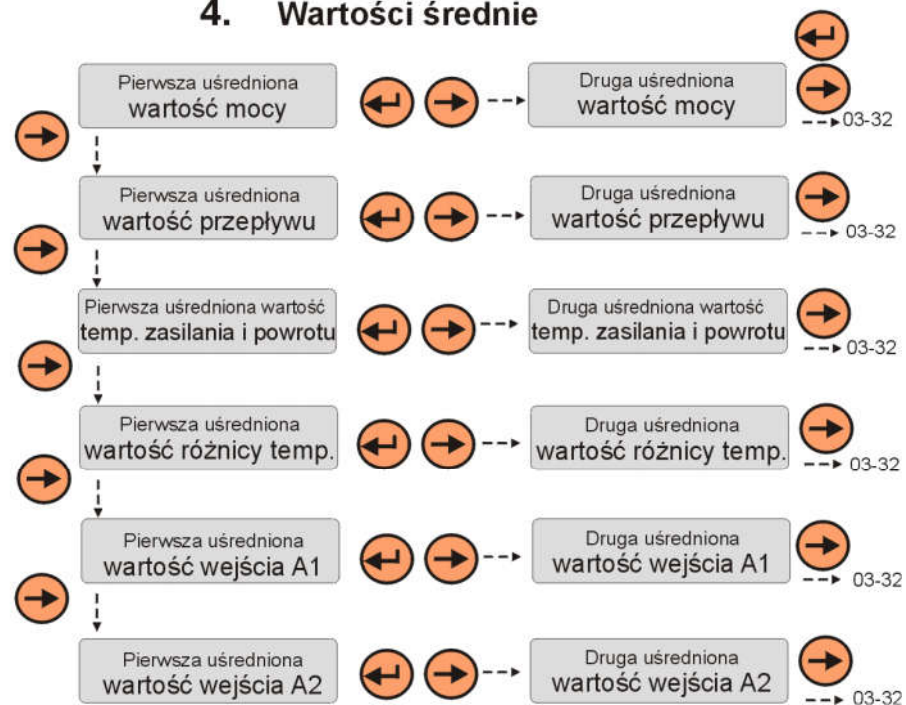 4. Wartości średnie
Pierwsza uśredniona
wartość mocy
Druga uśredniona
wartość mocy
03-32
Pierwsza uśredniona
wartość przepływu
Druga uśredniona
wartość przepływu
03-32
Pierwsza uśredniona wartość
temp. zasilania i powrotu
Druga uśredniona wartość
temp. zasilania i powrotu
03-32
Pierwsza uśredniona
wartość różnicy temp.
Druga uśredniona
wartość różnicy temp.
03-32
Pierwsza uśredniona
wartość wejścia A1
Druga uśredniona
wartość wejścia A1
03-32
Pierwsza uśredniona
wartość wejścia A2
Druga uśredniona
wartość wejścia A2
03-32